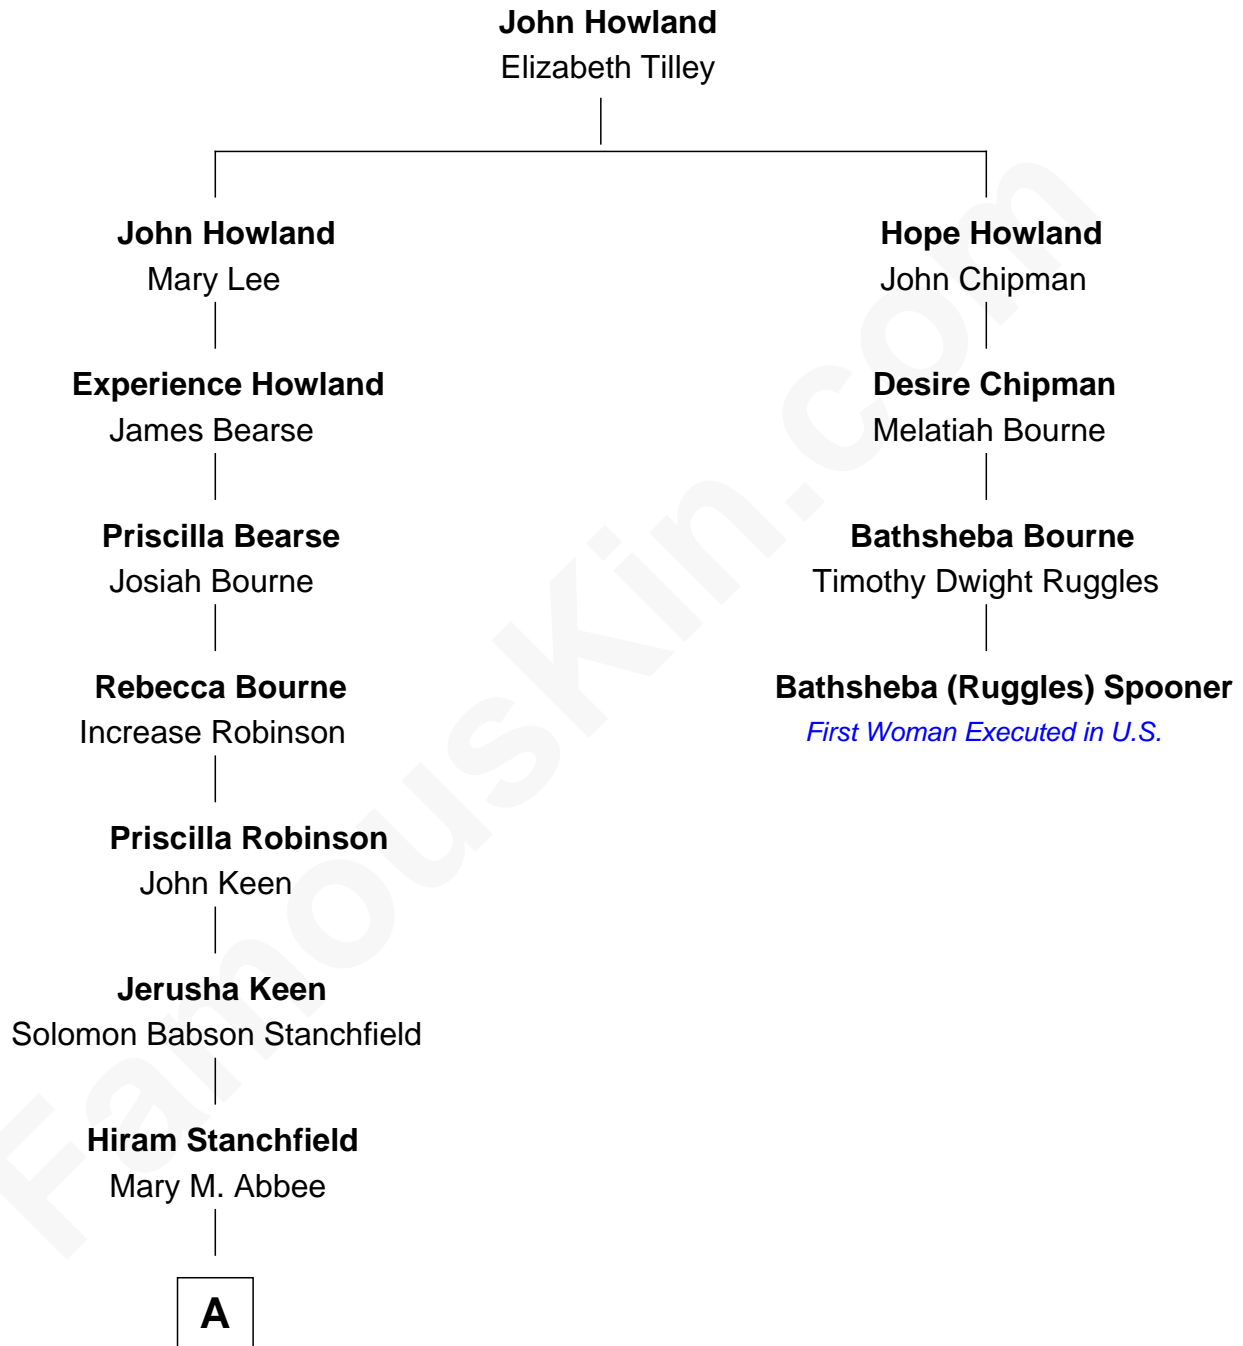 John Howland
Elizabeth Tilley
John Howland
Mary Lee
Hope Howland
John Chipman
Experience Howland
James Bearse
Desire Chipman
Melatiah Bourne
Priscilla Bearse
Josiah Bourne
Bathsheba Bourne
Timothy Dwight Ruggles
Rebecca Bourne
Increase Robinson
Bathsheba (Ruggles) Spooner
First Woman Executed in U.S.
Priscilla Robinson
John Keen
Jerusha Keen
Solomon Babson Stanchfield
Hiram Stanchfield
Mary M. Abbee
A
FamousKin.com